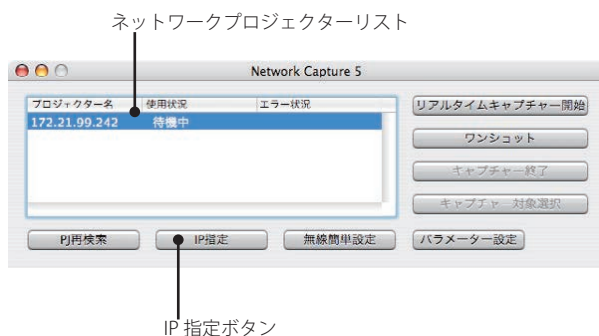 ネットワークプロジェクターリスト
Network Capture 5
プロジェクター名 使用状況 エラー状況
172.21.99.242 待機中
リアルタイムキャプチャー開始
ワンショット
キャプチャー終了
キャプチャー対象選択
PJ再検索 IP指定 無線簡単設定 パラメーター設定
IP 指定ボタン